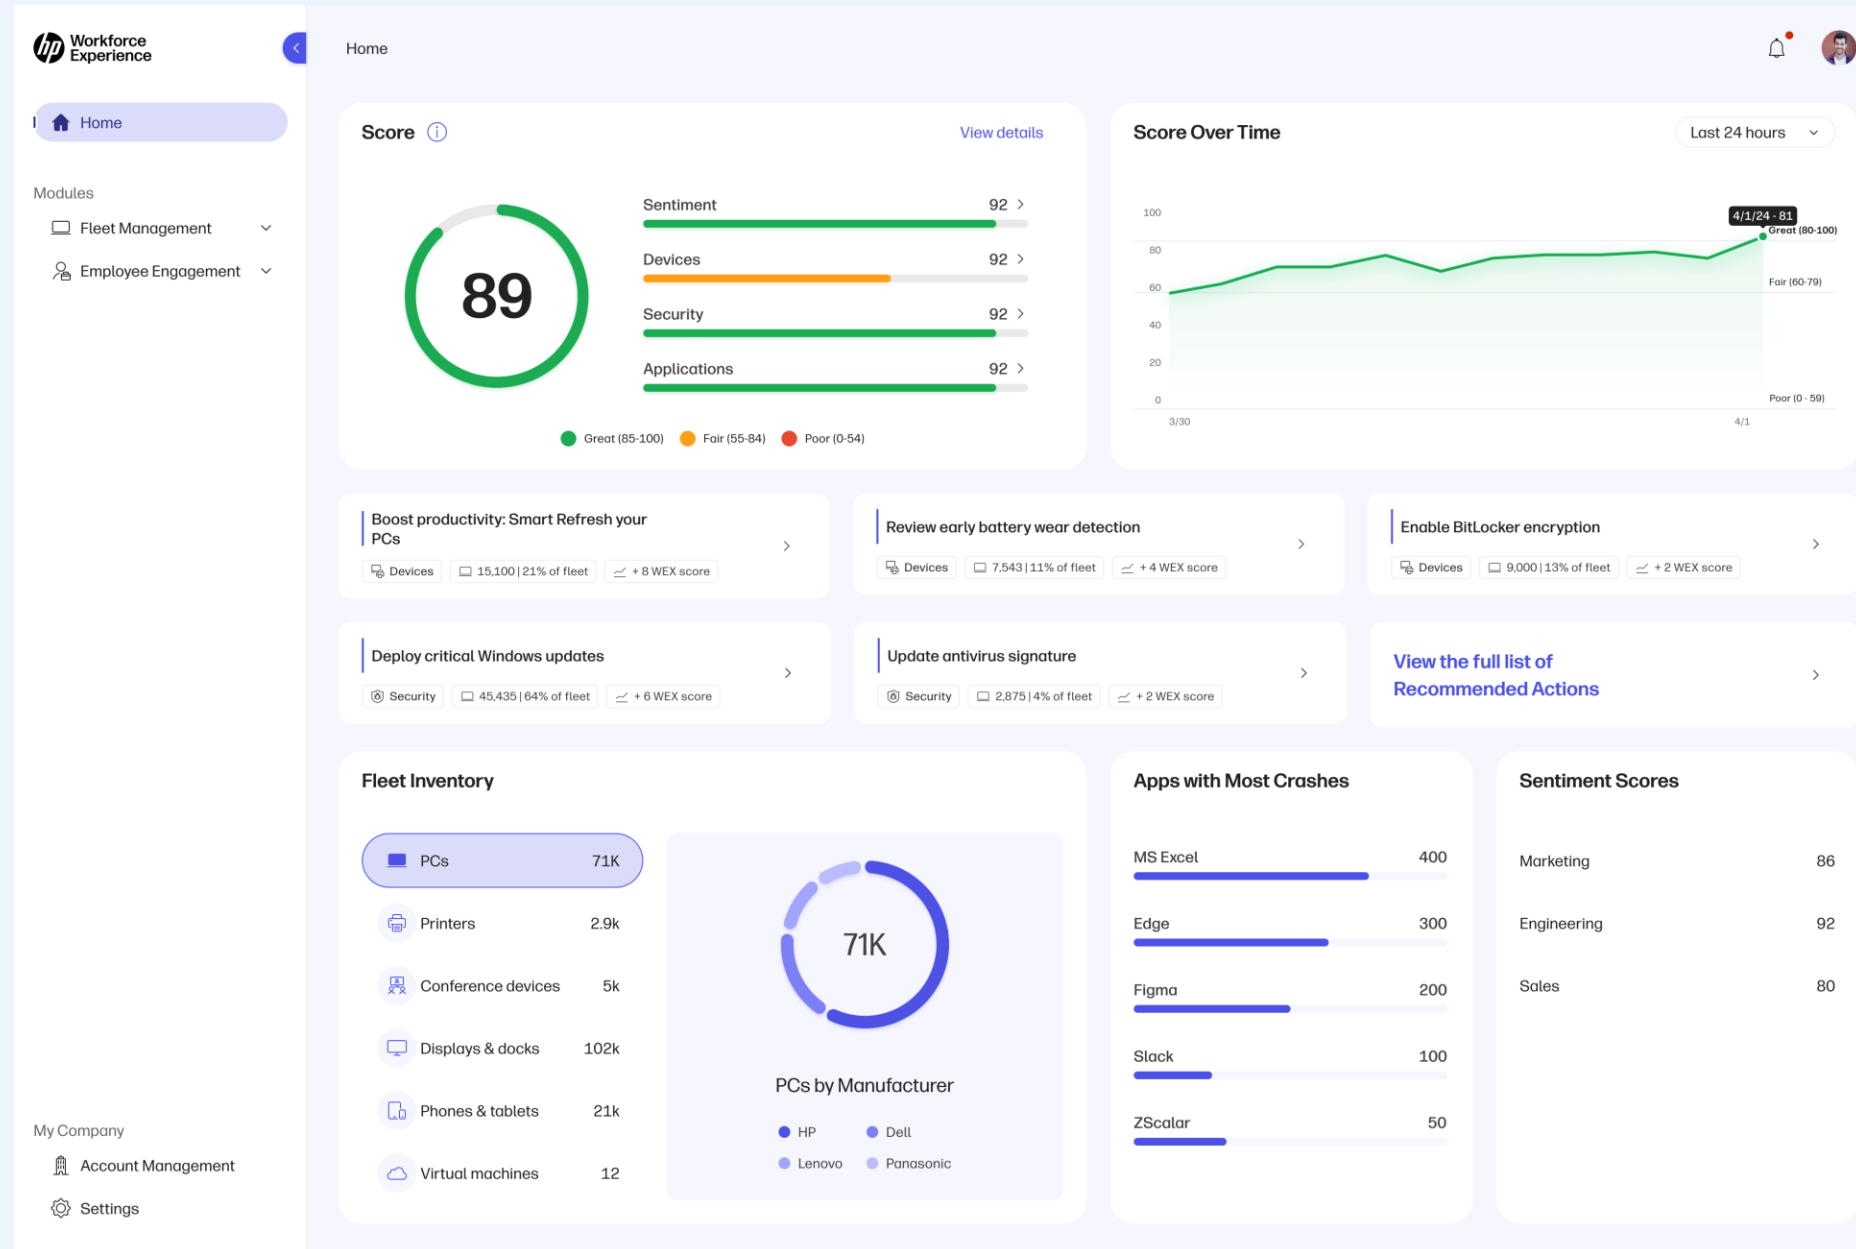 hp Workforce
Experience
Home
Home
Modules
Fleet Management
Employee Engagement
My Company
Account Management
Settings
Score
View details
89
Sentiment 92
Devices 92
Security 92
Applications 92
Great (85-100) Fair (55-84) Poor (0-54)
Score Over Time
Last 24 hours
100
80
60
40
20
0
4/1/24 - 81
Great (80-100)
Fair (60-79)
Poor (0 - 59)
3/30 4/1
Boost productivity: Smart Refresh your
PCs
Devices 15,100 | 21% of fleet + 8 WEX score
Review early battery wear detection
Devices 7,543 | 11% of fleet + 4 WEX score
Enable BitLocker encryption
Devices 9,000 | 13% of fleet + 2 WEX score
Deploy critical Windows updates
Security 45,435 | 64% of fleet + 6 WEX score
Update antivirus signature
Security 2,875 | 4% of fleet + 2 WEX score
View the full list of
Recommended Actions
Fleet Inventory
PCs 71K
Printers 2.9k
Conference devices 5k
Displays & docks 102k
Phones & tablets 21k
Virtual machines 12
71K
PCs by Manufacturer
HP Dell
Lenovo Panasonic
Apps with Most Crashes
MS Excel 400
Edge 300
Figma 200
Slack 100
ZScalar 50
Sentiment Scores
Marketing 86
Engineering 92
Sales 80